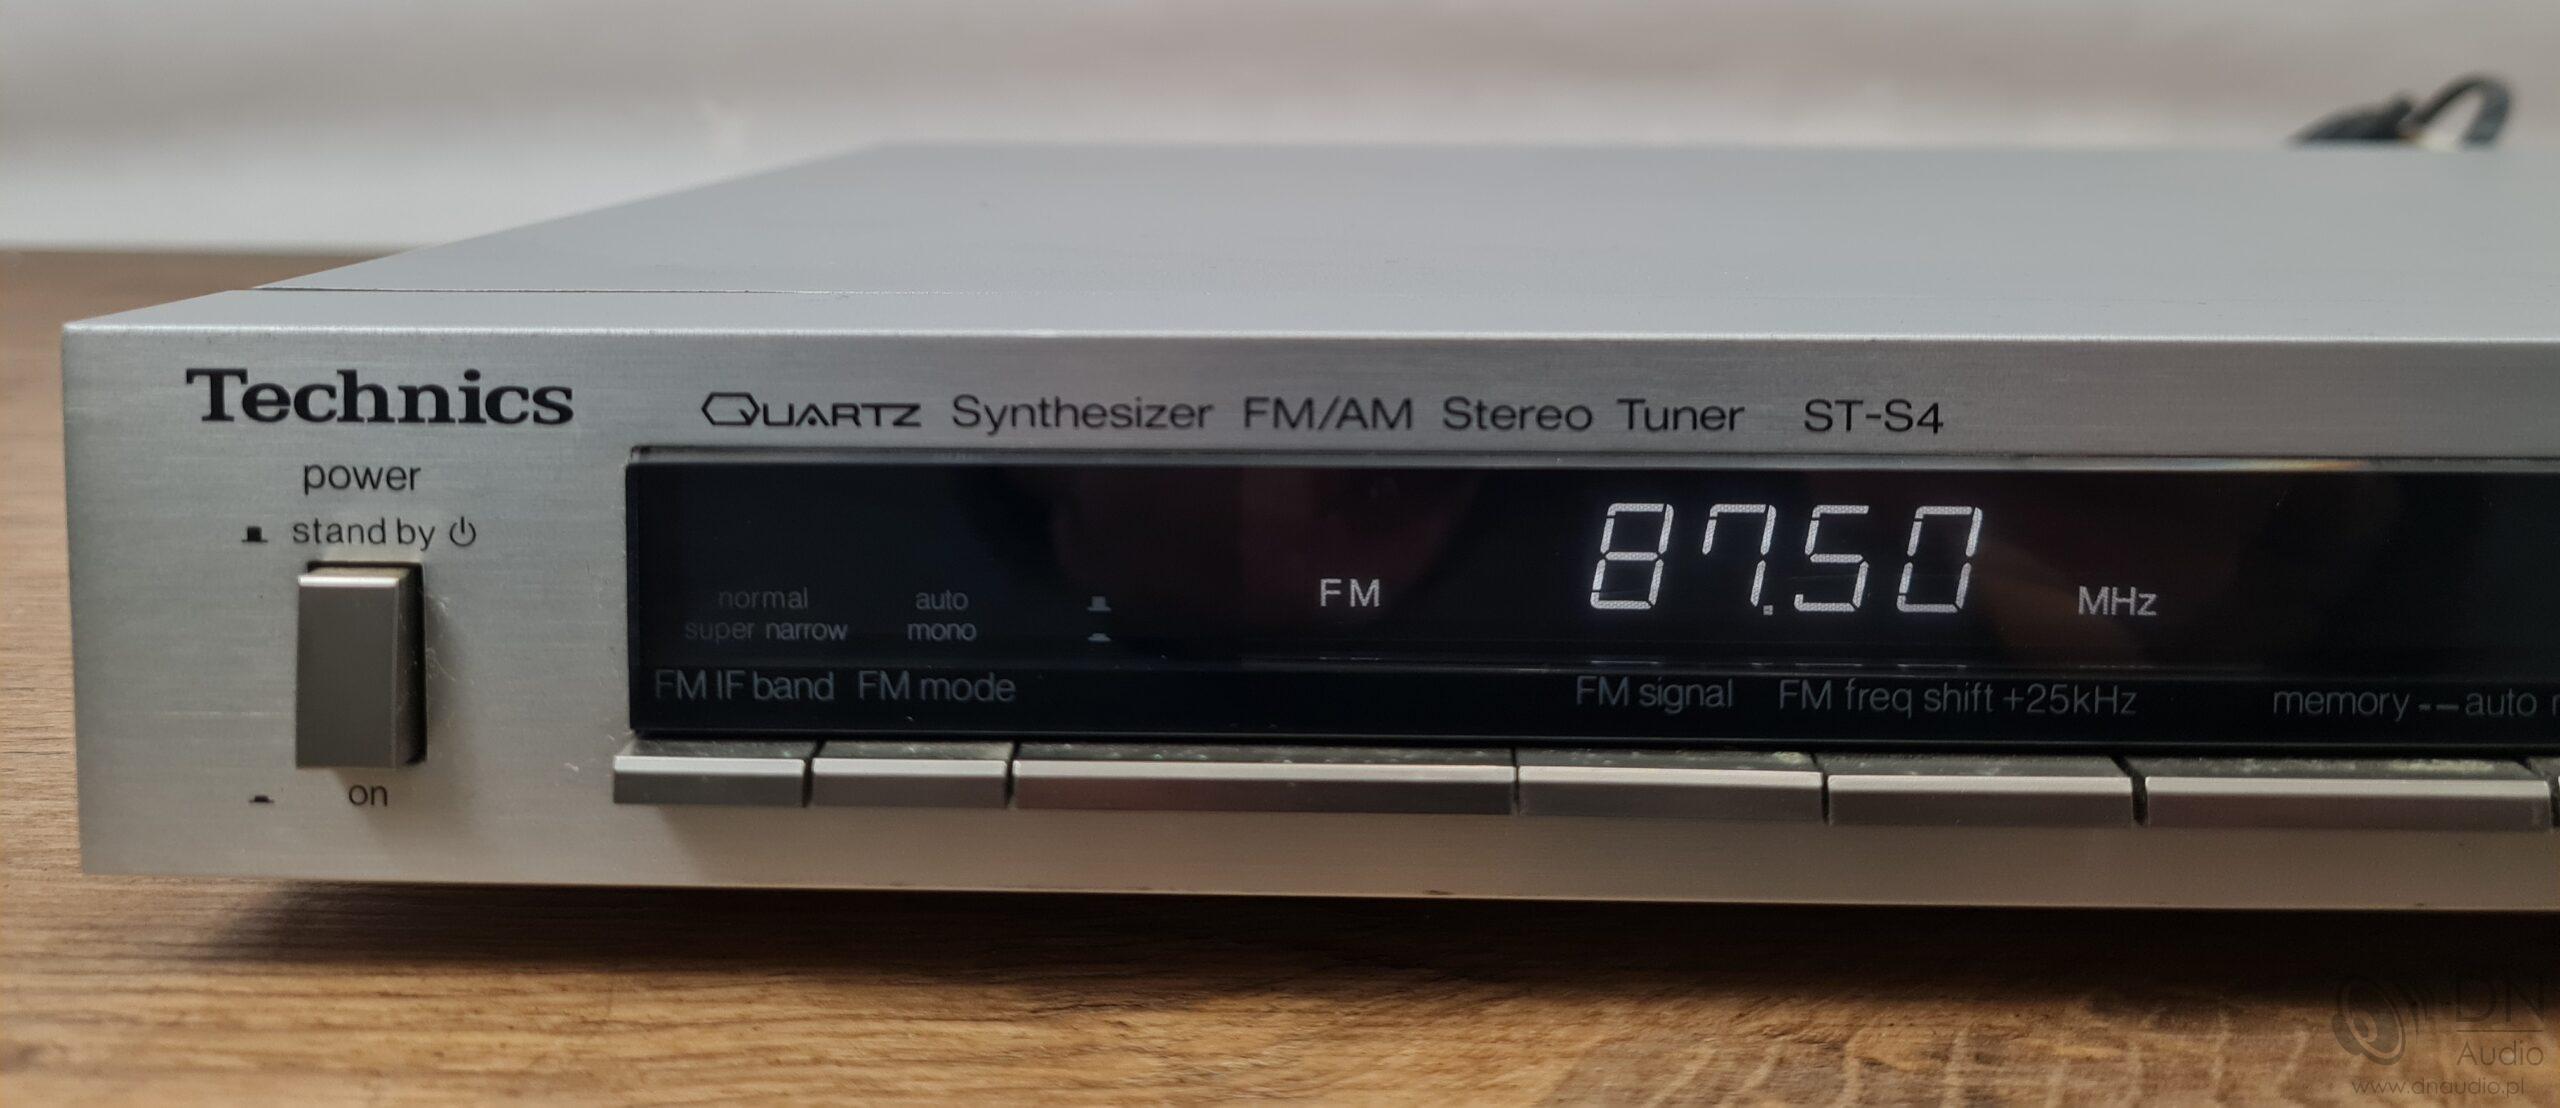 Technics
QUARTZ Synthesizer FM/AM Stereo Tuner ST-S4
power
stand by
on
normal
super narrow
auto
mono
FM IF band
FM mode
FM
87.50
MHz
FM signal
FM freq shift +25kHz
memory -- auto
DN
Audio
www.dnaudio.pl